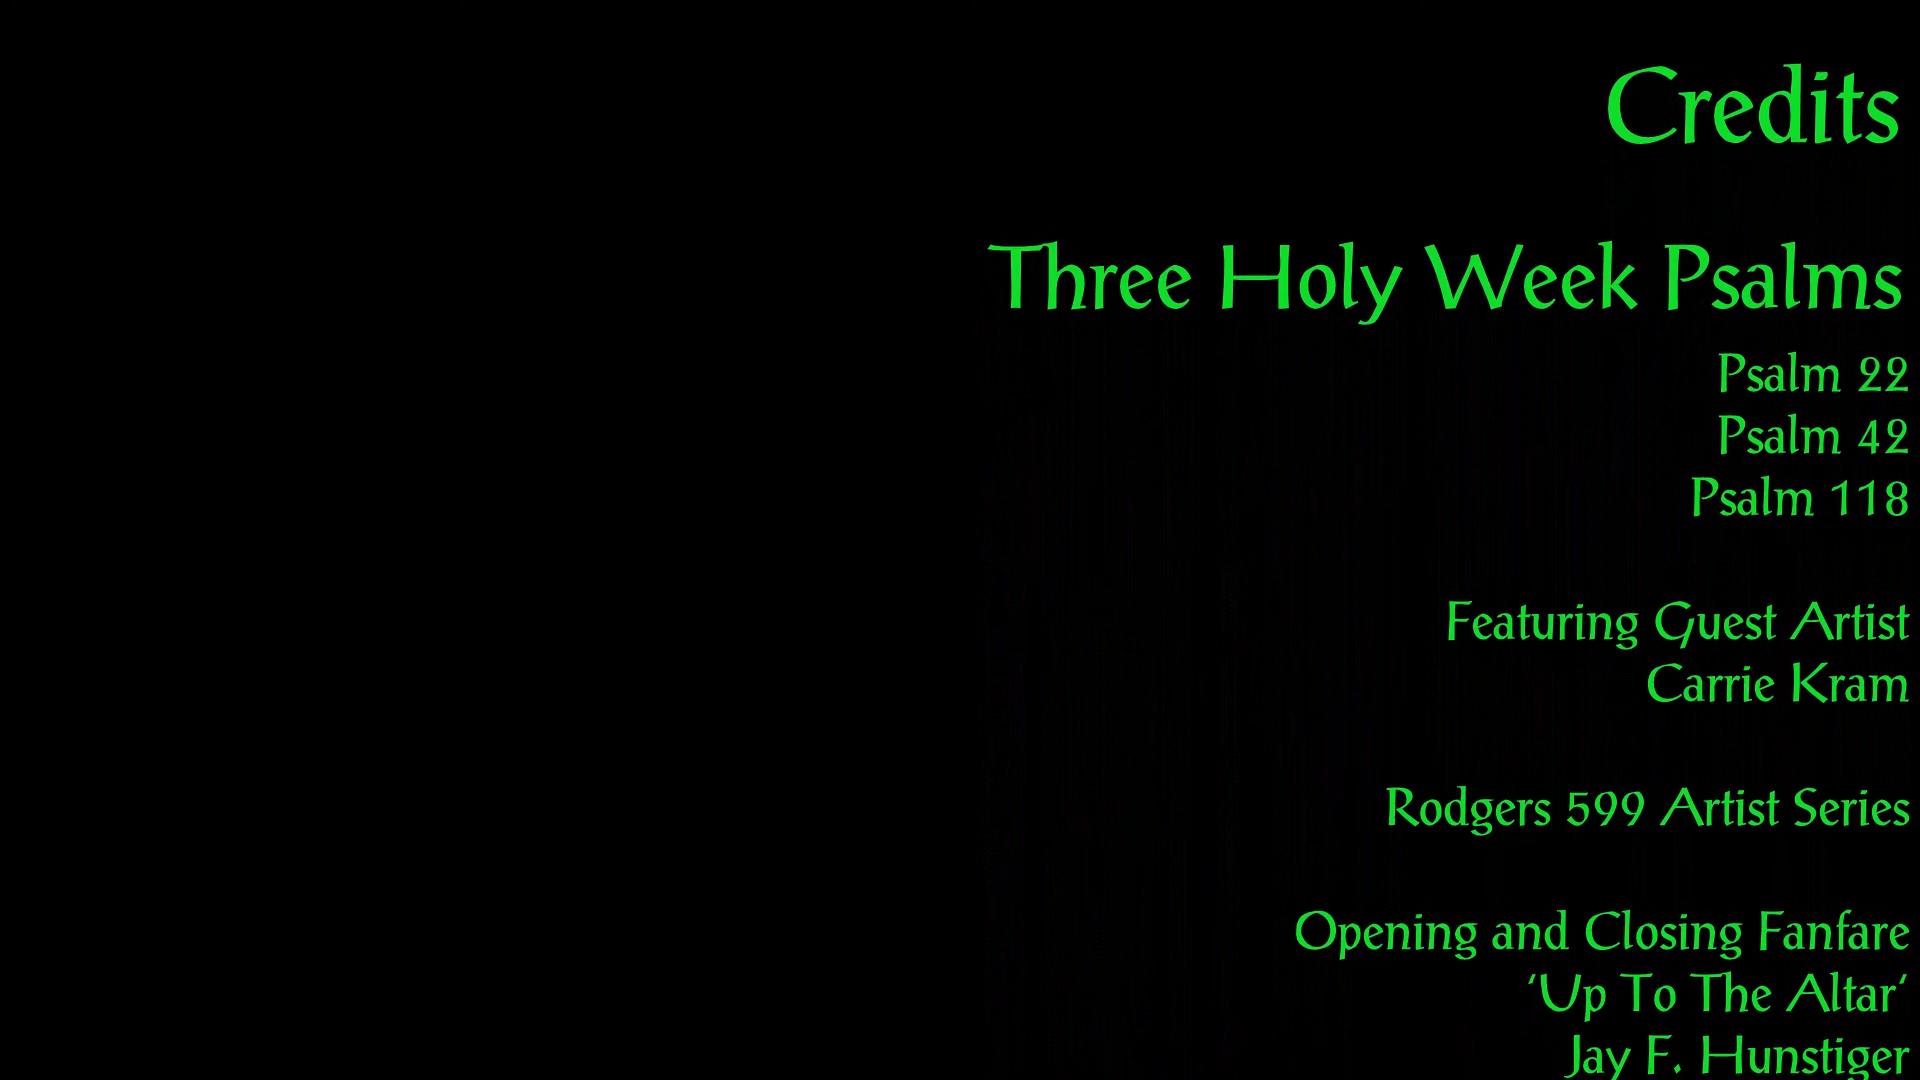 Credits
Three Holy Week Psalms
Psalm 22
Psalm 42
Psalm 118
Featuring Guest Artist
Carrie Kram
Rodgers 599 Artist Series
Opening and Closing Fanfare
‘Up To The Altar‘
Jay F. Hunstiger